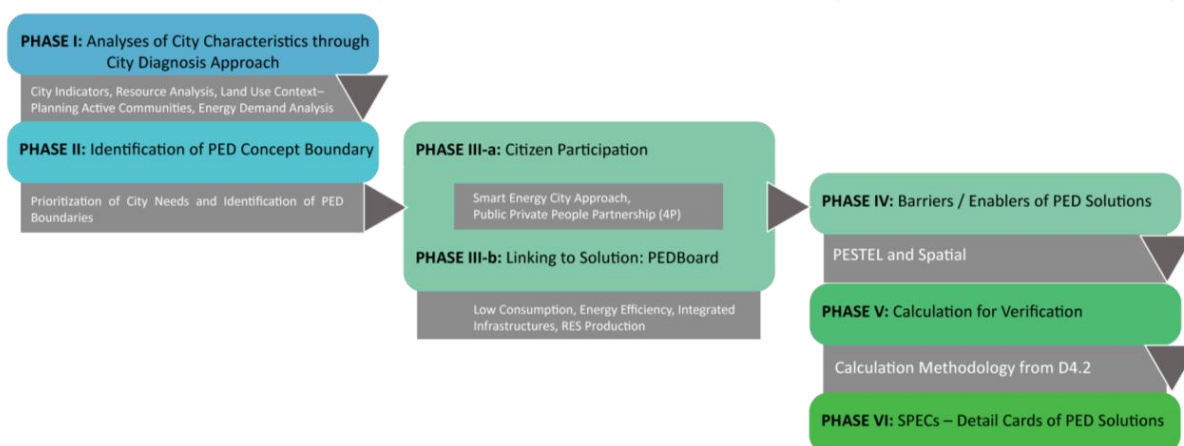 PHASE I: Analyses of City Characteristics through
City Diagnosis Approach
City Indicators, Resource Analysis, Land Use Context–
Planning Active Communities, Energy Demand Analysis
PHASE II: Identification of PED Concept Boundary
Prioritization of City Needs and Identification of PED
Boundaries
PHASE III-a: Citizen Participation
Smart Energy City Approach,
Public Private People Partnership (4P)
PHASE III-b: Linking to Solution: PEDBoard
Low Consumption, Energy Efficiency, Integrated
Infrastructures, RES Production
PHASE IV: Barriers / Enablers of PED Solutions
PESTEL and Spatial
PHASE V: Calculation for Verification
Calculation Methodology from D4.2
PHASE VI: SPECs – Detail Cards of PED Solutions